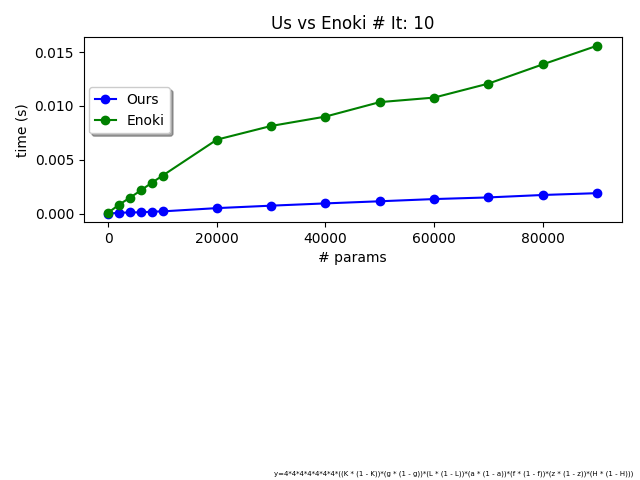 Us vs Enoki # It: 10
0.015
0.010
0.005
0.000
time (s)
Ours
Enoki
0 20000 40000 60000 80000
# params
y=4*4*4*4*4*4*4*((K * (1 - K))*(g * (1 - g))*(L * (1 - L))*(a * (1 - a))*(f * (1 - f))*(z * (1 - z))*(H * (1 - H)))